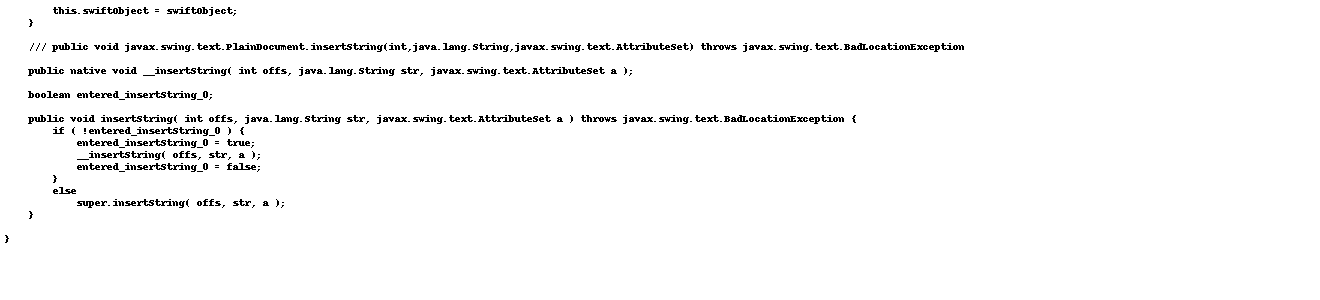 this.swiftObject = swiftObject;
}
/// public void javax.swing.text.PlainDocument.insertString(int,java.lang.String,javax.swing.text.AttributeSet) throws javax.swing.text.BadLocationException
public native void __insertString( int offs, java.lang.String str, javax.swing.text.AttributeSet a );
boolean entered_insertString_0;
public void insertString( int offs, java.lang.String str, javax.swing.text.AttributeSet a ) throws javax.swing.text.BadLocationException {
if ( !entered_insertString_0 ) {
entered_insertString_0 = true;
__insertString( offs, str, a );
entered_insertString_0 = false;
}
else
super.insertString( offs, str, a );
}
}